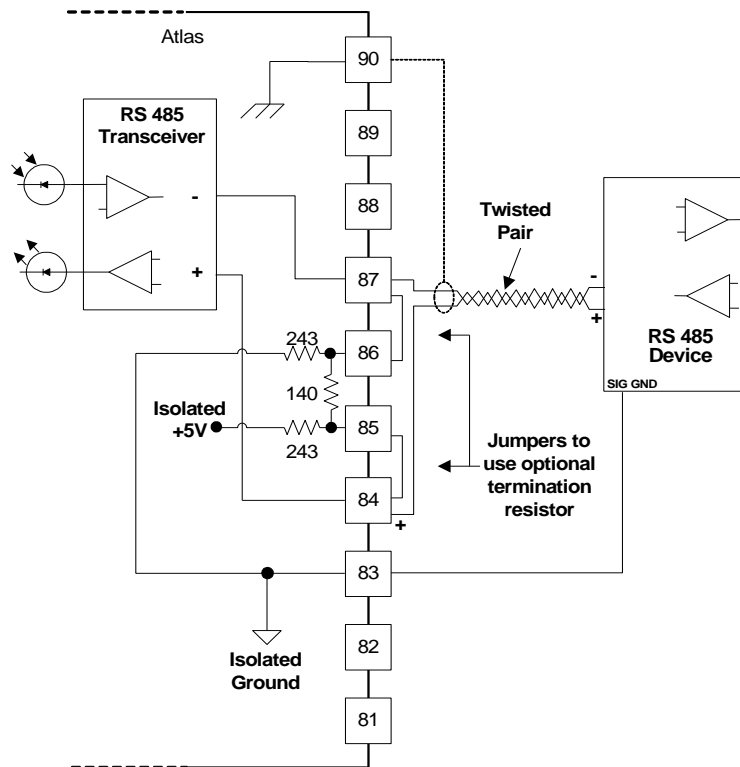 Atlas
90
RS 485
Transceiver
89
88
Twisted
Pair
-
87
-
+
+
RS 485
Device
243
86
SIG GND
140
Isolated
+5V
85
243
Jumpers to
use optional
termination
resistor
84
+
83
82
Isolated
Ground
81